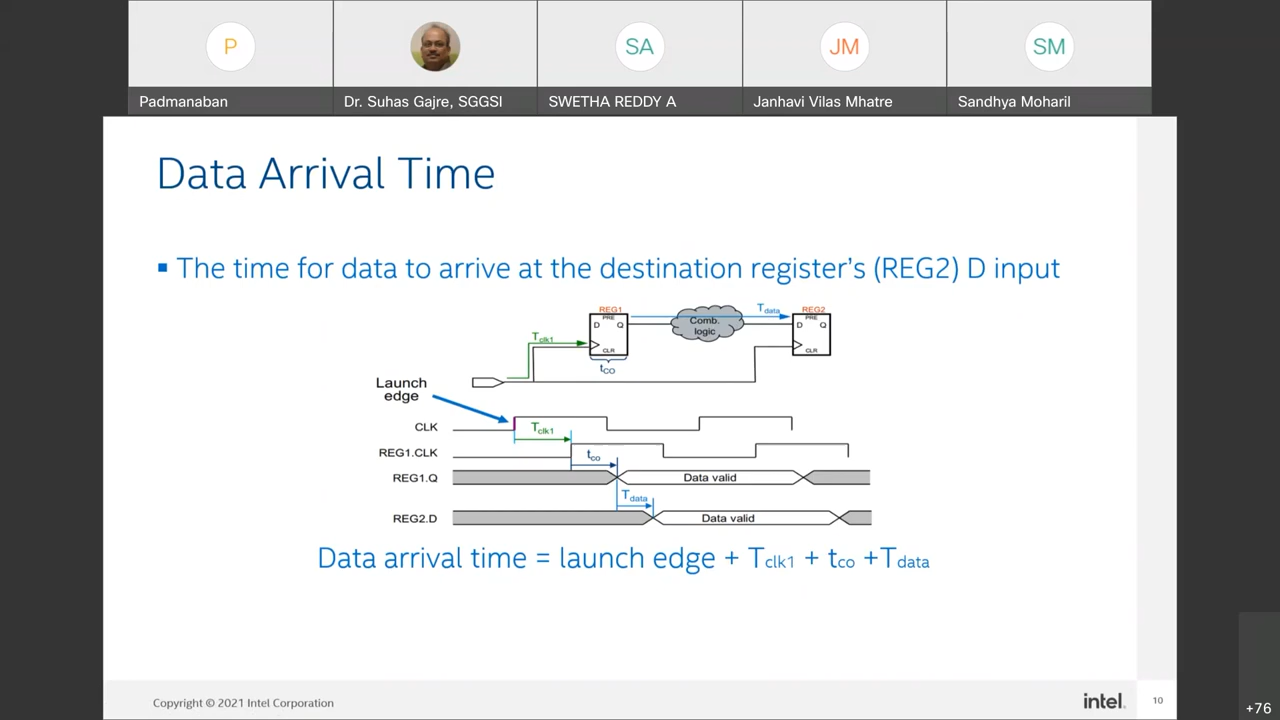 P
SA
JM
SM
Padmanaban
Dr. Suhas Gajre, SGGSI
SWETHA REDDY A
Janhavi Vilas Mhatre
Sandhya Moharil
Data Arrival Time
▪ The time for data to arrive at the destination register's (REG2) D input
REG1
PRE
D Q
CLR
tCO
Comb.
logic
Tdata
REG2
PRE
D Q
CLR
Tclk1
Launch
edge
CLK
Tclk1
REG1.CLK
tco
REG1.Q
Data valid
Tdata
REG2.D
Data valid
Data arrival time = launch edge + Tclk1 + tco +Tdata
Copyright © 2021 Intel Corporation
intel.
10
+76